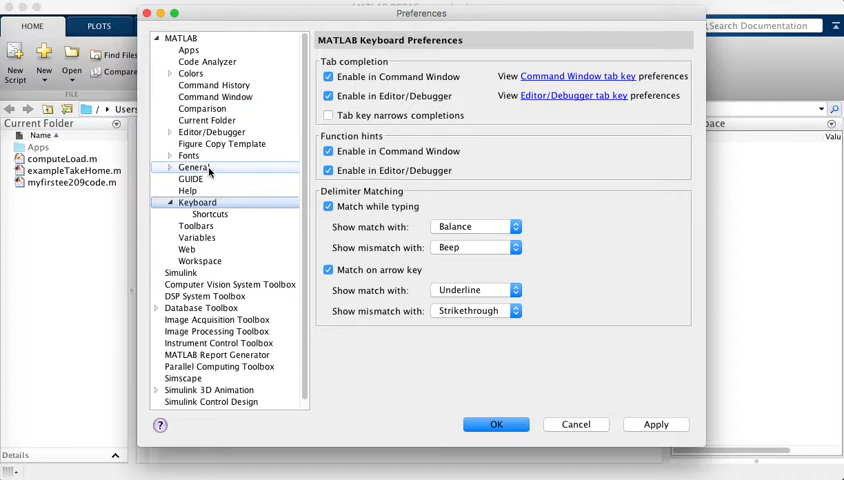 Preferences
HOME
PLOTS
Search Documentation
New Script
New
Open
Find Files
Compare
FILE
/ Users
Current Folder
Name
Apps
computeLoad.m
exampleTakeHome.m
myfirstee209code.m
Details
MATLAB
Apps
Code Analyzer
Colors
Command History
Command Window
Comparison
Current Folder
Editor/Debugger
Figure Copy Template
Fonts
General
GUIDE
Help
Keyboard
Shortcuts
Toolbars
Variables
Web
Workspace
Simulink
Computer Vision System Toolbox
DSP System Toolbox
Database Toolbox
Image Acquisition Toolbox
Image Processing Toolbox
Instrument Control Toolbox
MATLAB Report Generator
Parallel Computing Toolbox
Simscape
Simulink 3D Animation
Simulink Control Design
MATLAB Keyboard Preferences
Tab completion
Enable in Command Window View Command Window tab key preferences
Enable in Editor/Debugger View Editor/Debugger tab key preferences
Tab key narrows completions
Function hints
Enable in Command Window
Enable in Editor/Debugger
Delimiter Matching
Match while typing
Show match with: Balance
Show mismatch with: Beep
Match on arrow key
Show match with: Underline
Show mismatch with: Strikethrough
?
OK
Cancel
Apply
pace
Valu